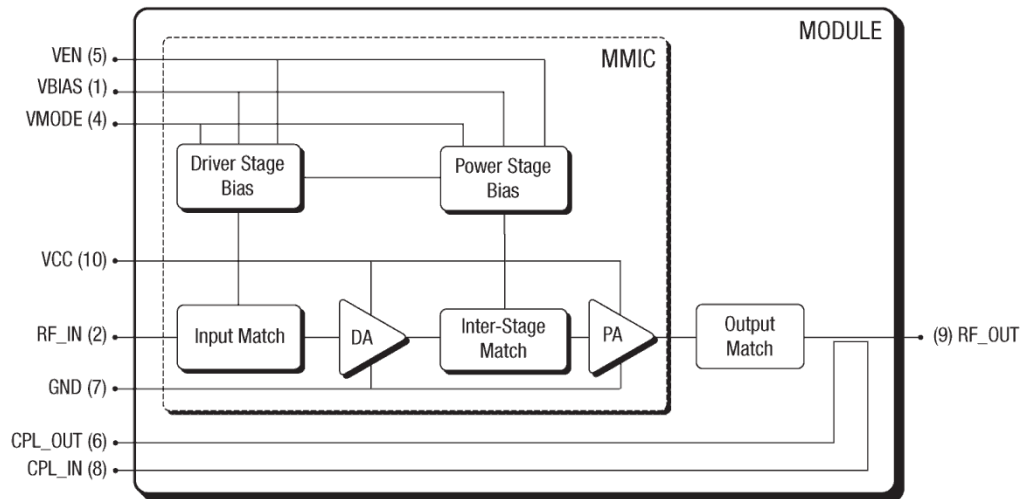 MODULE
MMIC
VEN (5)
VBIAS (1)
VMODE (4)
Driver Stage
Bias
Power Stage
Bias
VCC (10)
RF_IN (2)
Input Match
DA
Inter-Stage
Match
PA
Output
Match
(9) RF_OUT
GND (7)
CPL_OUT (6)
CPL_IN (8)